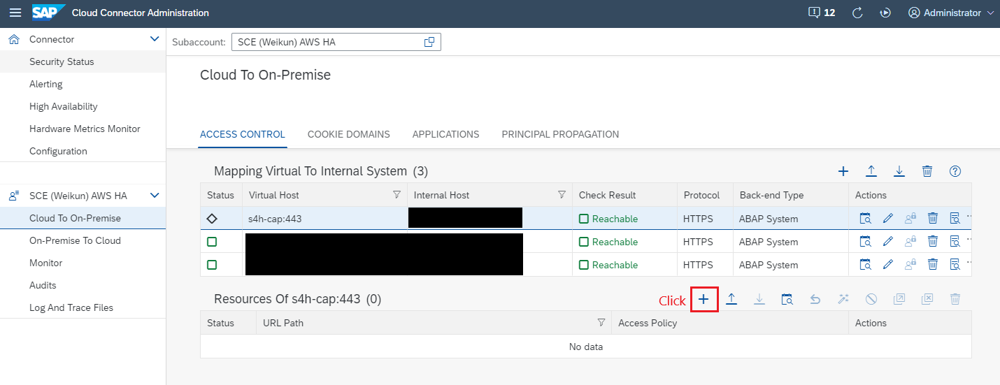 SAP Cloud Connector Administration 12 Administrator
Connector
Security Status
Alerting
High Availability
Hardware Metrics Monitor
Configuration
SCE (Weikun) AWS HA
Cloud To On-Premise
On-Premise To Cloud
Monitor
Audits
Log And Trace Files
Subaccount: SCE (Weikun) AWS HA
Cloud To On-Premise
ACCESS CONTROL COOKIE DOMAINS APPLICATIONS PRINCIPAL PROPAGATION
Mapping Virtual To Internal System (3)
Status Virtual Host Internal Host Check Result Protocol Back-end Type Actions
s4h-cap:443 Reachable HTTPS ABAP System
Reachable HTTPS ABAP System
Reachable HTTPS ABAP System
Resources Of s4h-cap:443 (0) Click
Status URL Path Access Policy Actions
No data